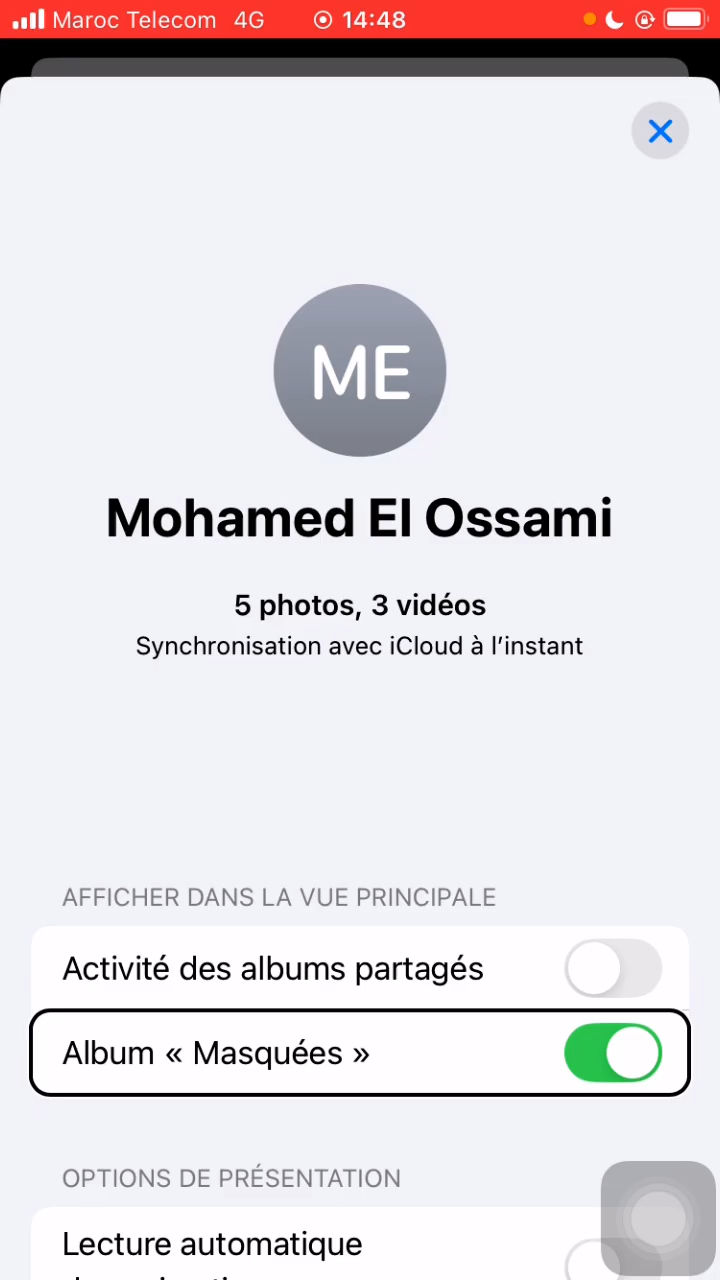 Maroc Telecom 4G 14:48
ME
Mohamed El Ossami
5 photos, 3 vidéos
Synchronisation avec iCloud à l’instant
AFFICHER DANS LA VUE PRINCIPALE
Activité des albums partagés
Album « Masquées »
OPTIONS DE PRÉSENTATION
Lecture automatique